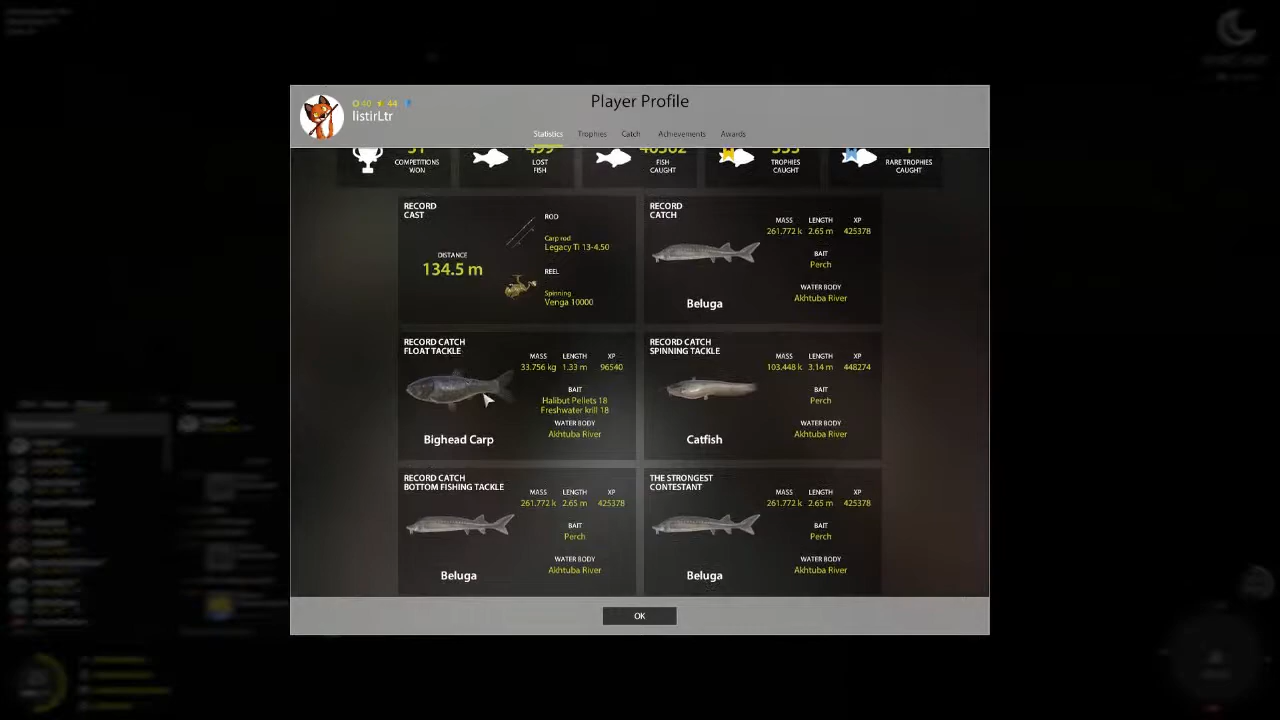 Player Profile
40 44
listirLtr
Statistics Trophies Catch Achievements Awards
COMPETITIONS
WON
LOST
FISH
FISH
CAUGHT
TROPHIES
CAUGHT
RARE TROPHIES
CAUGHT
RECORD
CAST
DISTANCE
134.5 m
ROD
Carp rod
Legacy Ti 13-4.50
REEL
Spinning
Venga 10000
RECORD
CATCH
Beluga
MASS LENGTH XP
261.772 k 2.65 m 425378
BAIT
Perch
WATER BODY
Akhtuba River
RECORD CATCH
FLOAT TACKLE
Bighead Carp
MASS LENGTH XP
33.756 kg 1.33 m 96540
BAIT
Halibut Pellets 18
Freshwater krill 18
WATER BODY
Akhtuba River
RECORD CATCH
SPINNING TACKLE
Catfish
MASS LENGTH XP
103.448 k 3.14 m 448274
BAIT
Perch
WATER BODY
Akhtuba River
RECORD CATCH
BOTTOM FISHING TACKLE
Beluga
MASS LENGTH XP
261.772 k 2.65 m 425378
BAIT
Perch
WATER BODY
Akhtuba River
THE STRONGEST
CONTESTANT
Beluga
MASS LENGTH XP
261.772 k 2.65 m 425378
BAIT
Perch
WATER BODY
Akhtuba River
OK